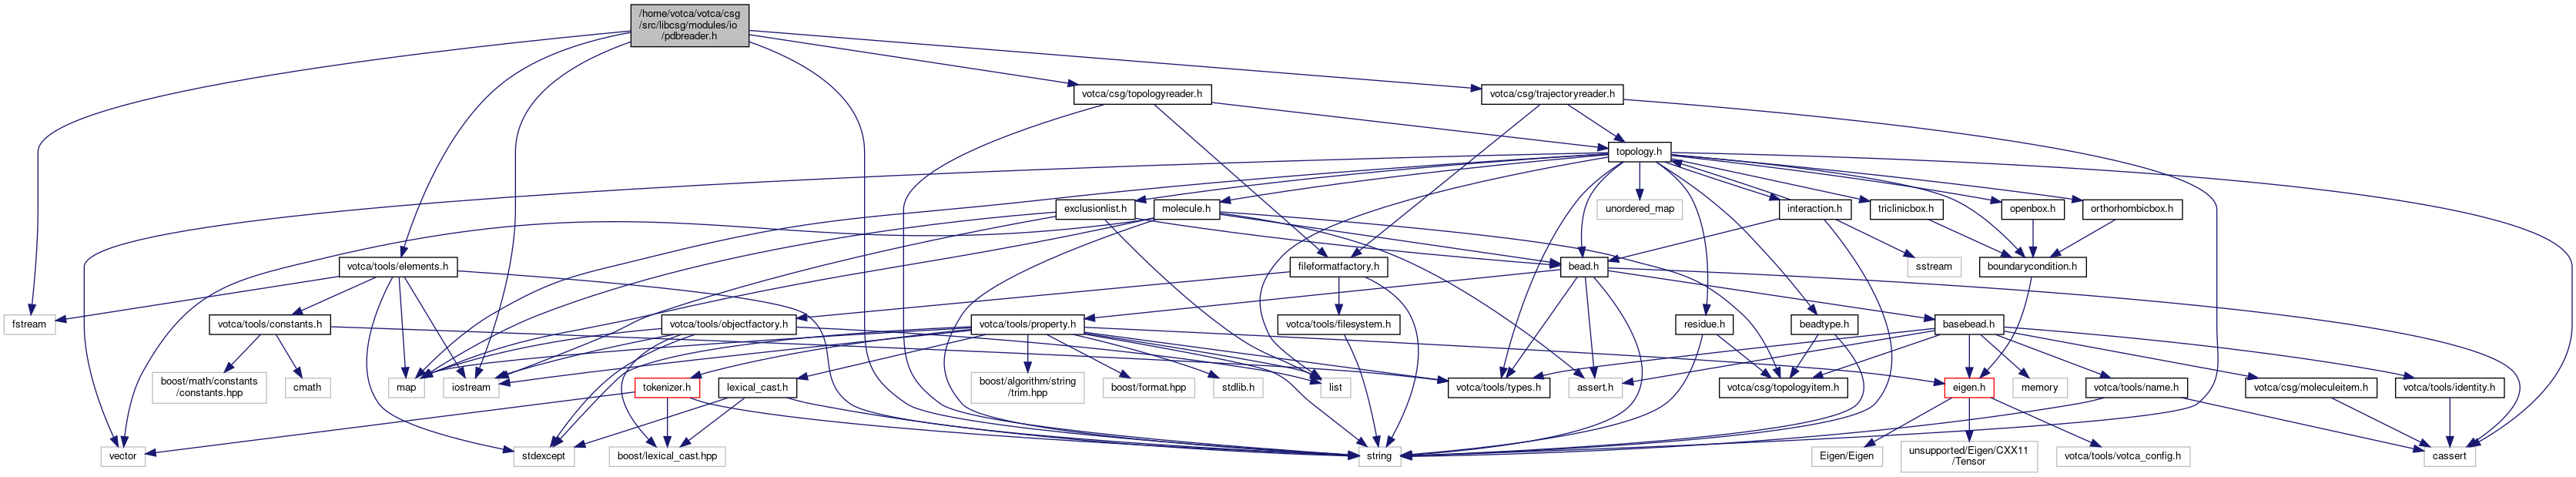 /home/votca/votca/csg
/src/libcsg/modules/io
/pdbreader.h
votca/csg/topologyreader.h
votca/csg/trajectoryreader.h
topology.h
exclusionlist.h
molecule.h
unordered_map
interaction.h
triclinicbox.h
openbox.h
orthorhombicbox.h
votca/tools/elements.h
fileformatfactory.h
bead.h
sstream
boundarycondition.h
fstream
votca/tools/constants.h
votca/tools/objectfactory.h
votca/tools/property.h
votca/tools/filesystem.h
residue.h
beadtype.h
basebead.h
boost/math/constants
/constants.hpp
cmath
map
iostream
tokenizer.h
lexical_cast.h
boost/algorithm/string
/trim.hpp
boost/format.hpp
stdlib.h
list
votca/tools/types.h
assert.h
votca/csg/topologyitem.h
eigen.h
memory
votca/tools/name.h
votca/csg/moleculeitem.h
votca/tools/identity.h
vector
stdexcept
boost/lexical_cast.hpp
string
Eigen/Eigen
unsupported/Eigen/CXX11
/Tensor
votca/tools/votca_config.h
cassert